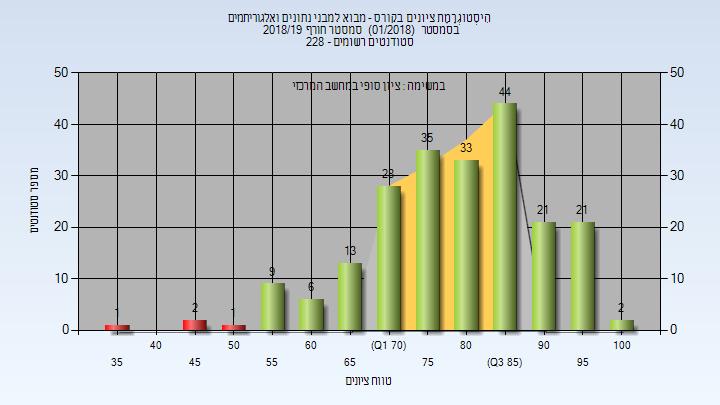 הִיסְטוֹגְרָמַת ציונים בקורס - מבוא למבני נתונים ואלגוריתמים
בסמסטר (01/2018) סמסטר חורף 2018/19
סטודנטים רשומים - 228
במשימה : ציון סופי במחשב המרכזי
מספר סטודנטים
50 50
40 40
30 30
20 20
10 10
0 0
1 2 1 9 6 13 28 35 33 44 21 21 2
40 50 60 (Q1 70) 80 90 100
35 45 55 65 75 (Q3 85) 95
טווח ציונים